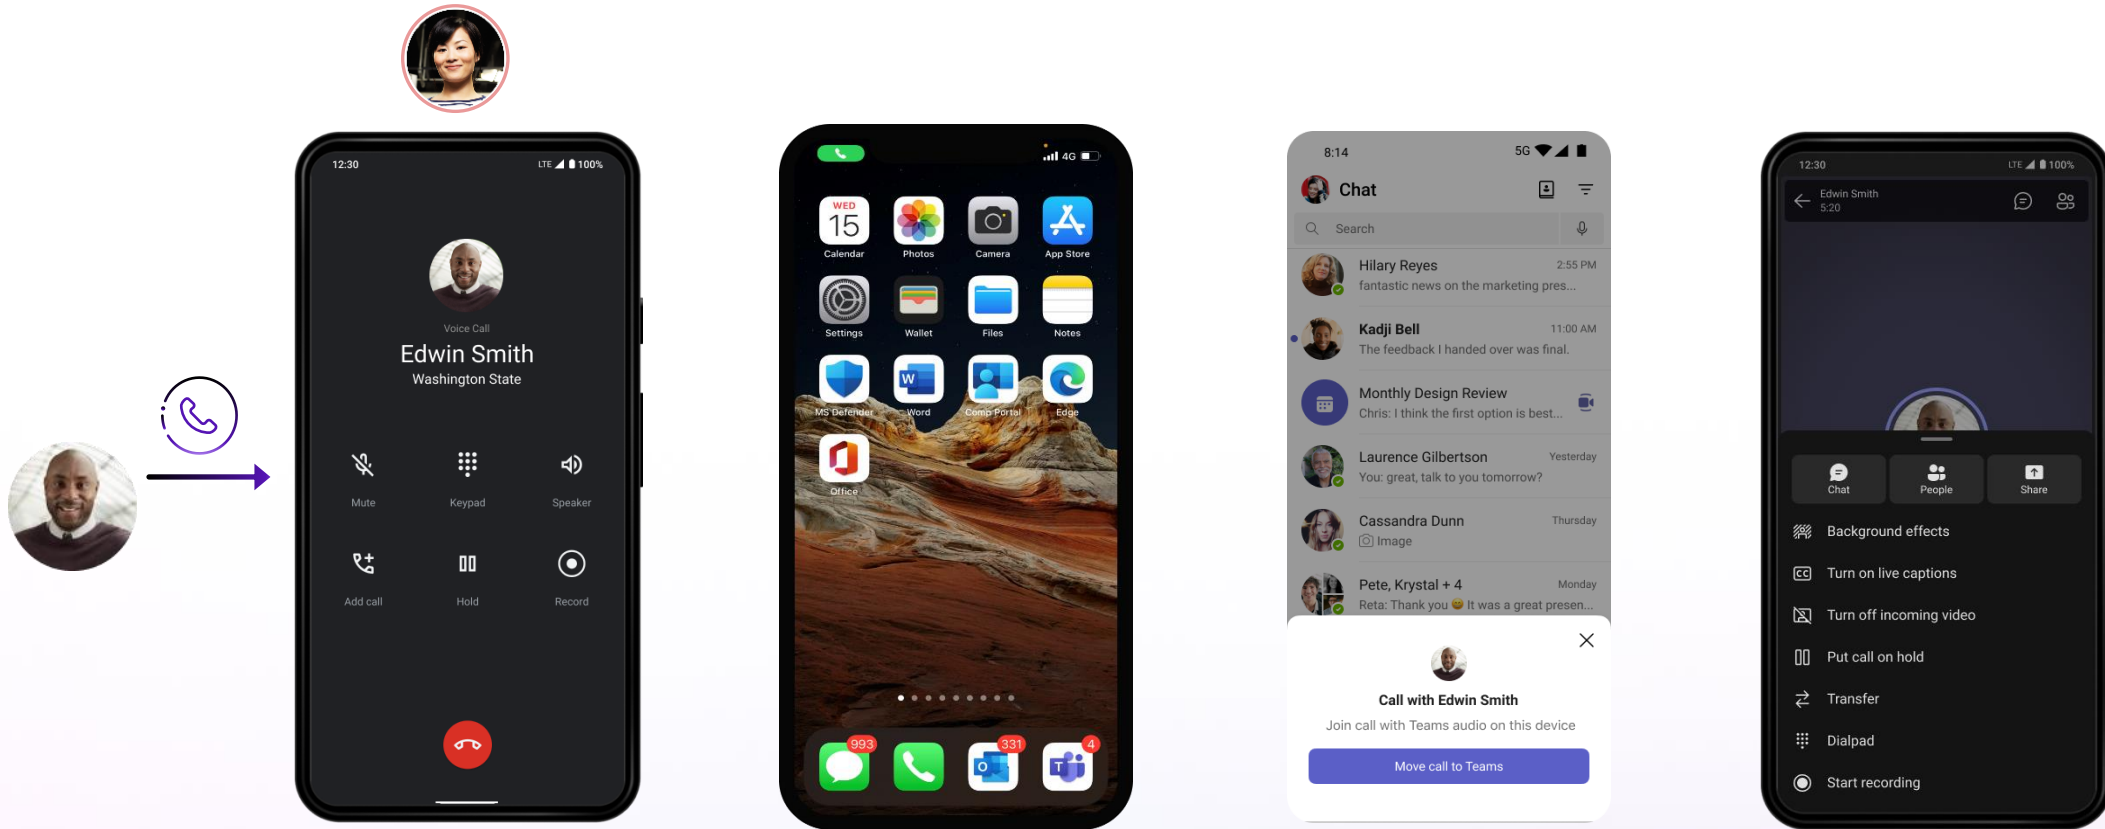 12:30
LTE 100%
Voice Call
Edwin Smith
Washington State
Mute Keypad Speaker
Add call Hold Record
4G
WED
15
Calendar Photos Camera App Store
Settings Wallet Files Notes
W
MS Defender Word Comp Portal Edge
Office
993 331 4
O T
8:14 5G
Chat
Search
Hilary Reyes 2:55 PM
fantastic news on the marketing pres...
Kadji Bell 11:00 AM
The feedback I handed over was final.
Monthly Design Review
Chris: I think the first option is best...
Laurence Gilbertson Yesterday
You: great, talk to you tomorrow?
Cassandra Dunn Thursday
Image
Pete, Krystal + 4 Monday
Reta: Thank you 😀 It was a great presen...
Call with Edwin Smith
Join call with Teams audio on this device
Move call to Teams
12:30 LTE 100%
Edwin Smith
5:20
Chat People Share
Background effects
CC Turn on live captions
Turn off incoming video
Put call on hold
Transfer
Dialpad
Start recording